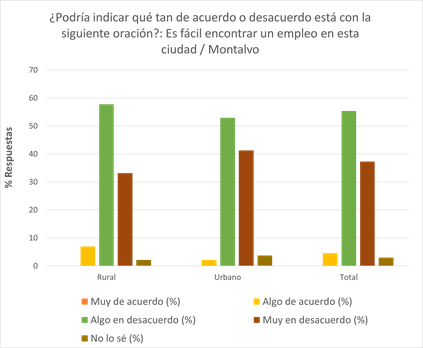 ¿Podría indicar qué tan de acuerdo o desacuerdo está con la
siguiente oración?: Es fácil encontrar un empleo en esta
ciudad / Montalvo
70
60
50
40
30
20
10
0
% Respuestas
Rural
Urbano
Total
Muy de acuerdo (%)
Algo de acuerdo (%)
Algo en desacuerdo (%)
Muy en desacuerdo (%)
No lo sé (%)